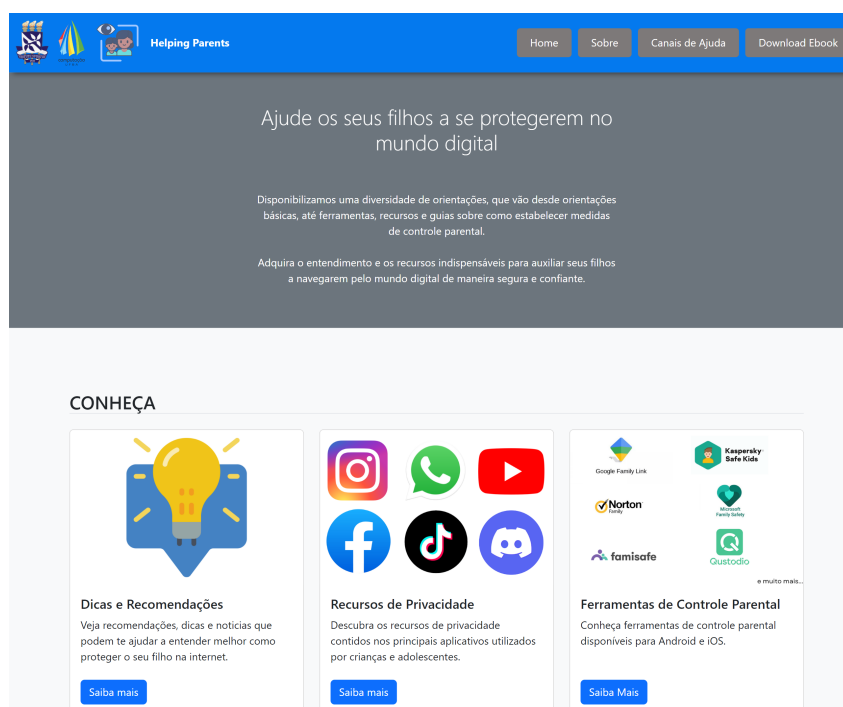 Helping Parents
Home
Sobre
Canais de Ajuda
Download Ebook
Ajude os seus filhos a se protegerem no
mundo digital
Disponibilizamos uma diversidade de orientações, que vão desde orientações
básicas, até ferramentas, recursos e guias sobre como estabelecer medidas
de controle parental.
Adquira o entendimento e os recursos indispensáveis para auxiliar seus filhos
a navegarem pelo mundo digital de maneira segura e confiante.
CONHEÇA
Google Family Link
Kaspersky
Safe Kids
Norton
Family
Microsoft
Family Safety
famisafe
Qustodio
e muito mais...
Dicas e Recomendações
Veja recomendações, dicas e noticias que
podem te ajudar a entender melhor como
proteger o seu filho na internet.
Saiba mais
Recursos de Privacidade
Descubra os recursos de privacidade
contidos nos principais aplicativos utilizados
por crianças e adolescentes.
Saiba mais
Ferramentas de Controle Parental
Conheça ferramentas de controle parental
disponíveis para Android e iOS.
Saiba Mais